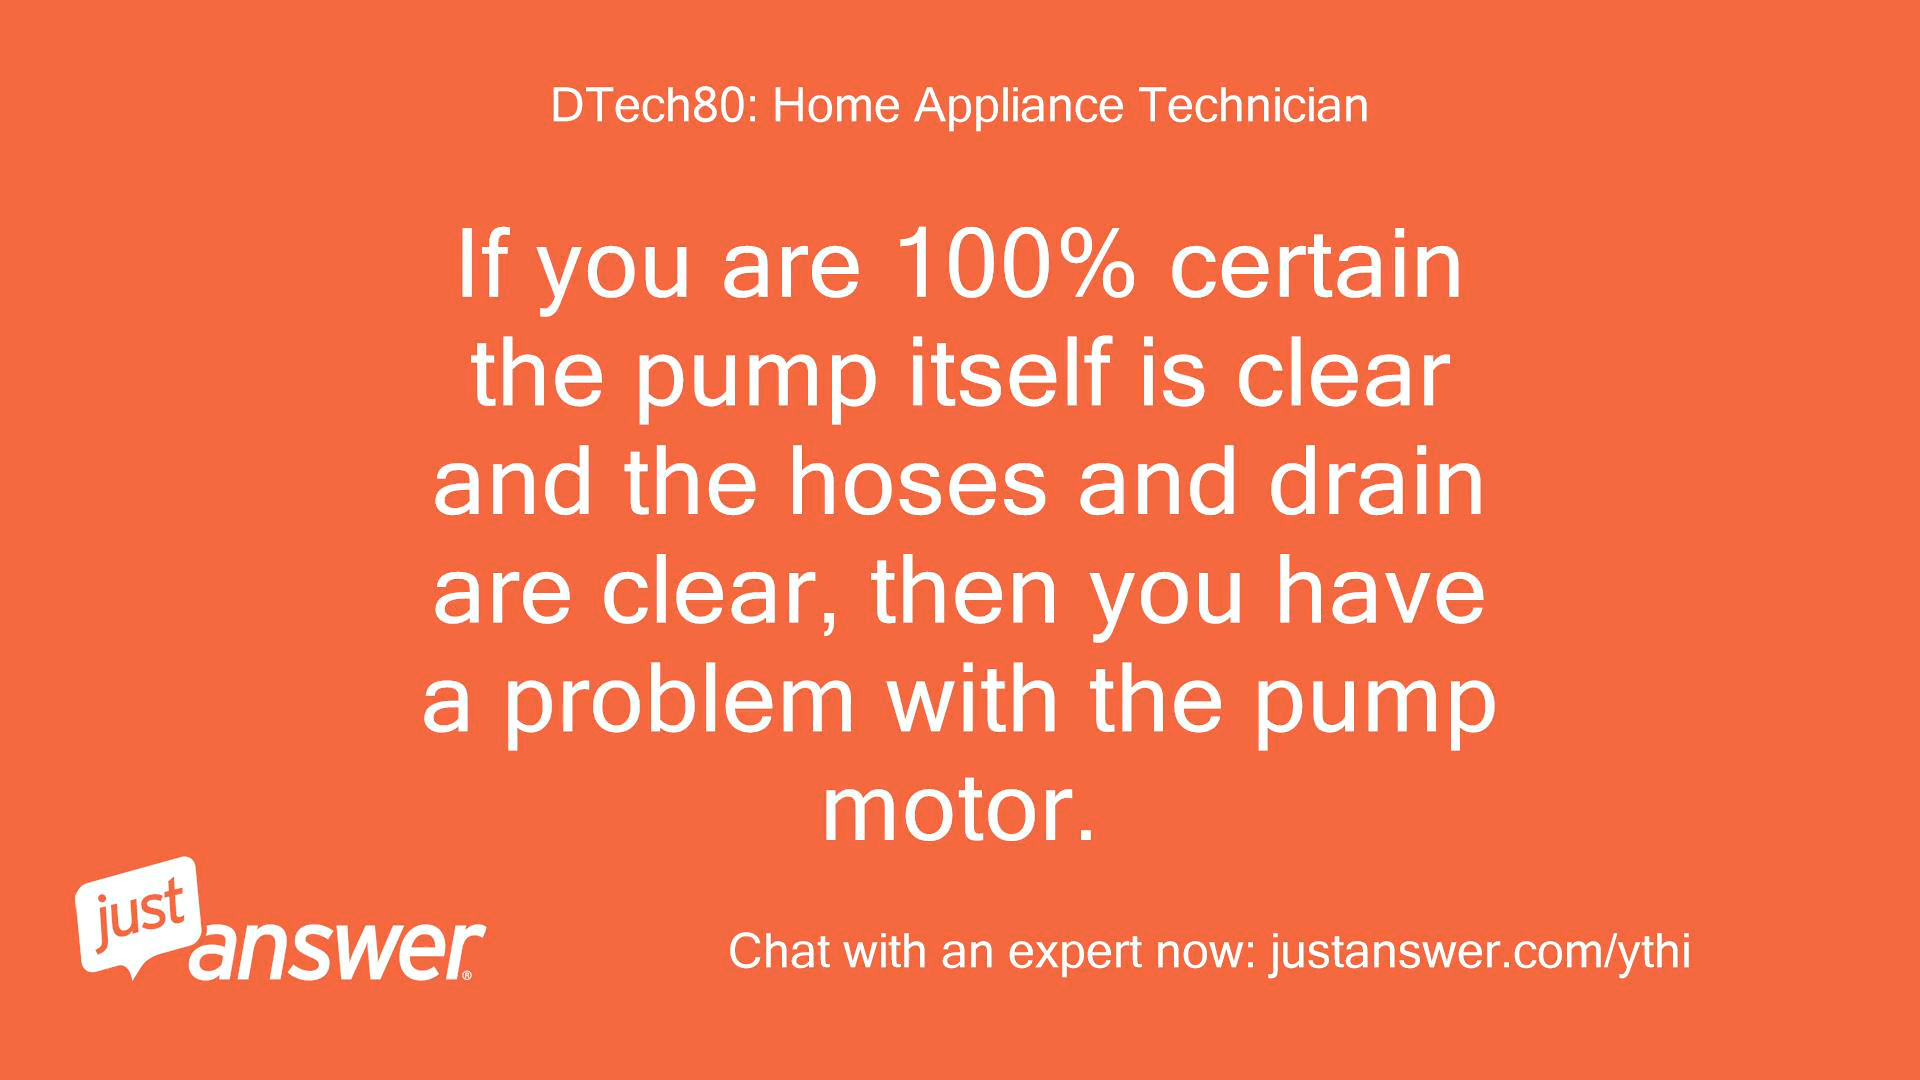 DTech80: Home Appliance Technician
If you are 100% certain
the pump itself is clear
and the hoses and drain
are clear, then you have
a problem with the pump
motor.
just
answer®
Chat with an expert now: justanswer.com/ythi